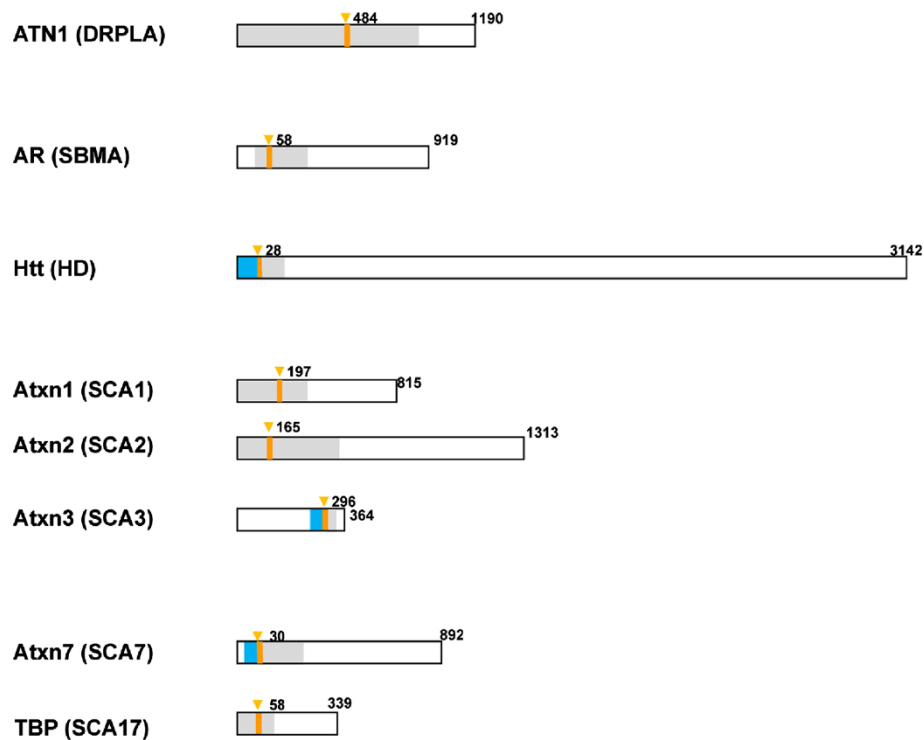 ATN1 (DRPLA) 484 1190
AR (SBMA) 58 919
Htt (HD) 28 3142
Atxn1 (SCA1) 197 815
Atxn2 (SCA2) 165 1313
Atxn3 (SCA3) 296 364
Atxn7 (SCA7) 30 892
TBP (SCA17) 58 339